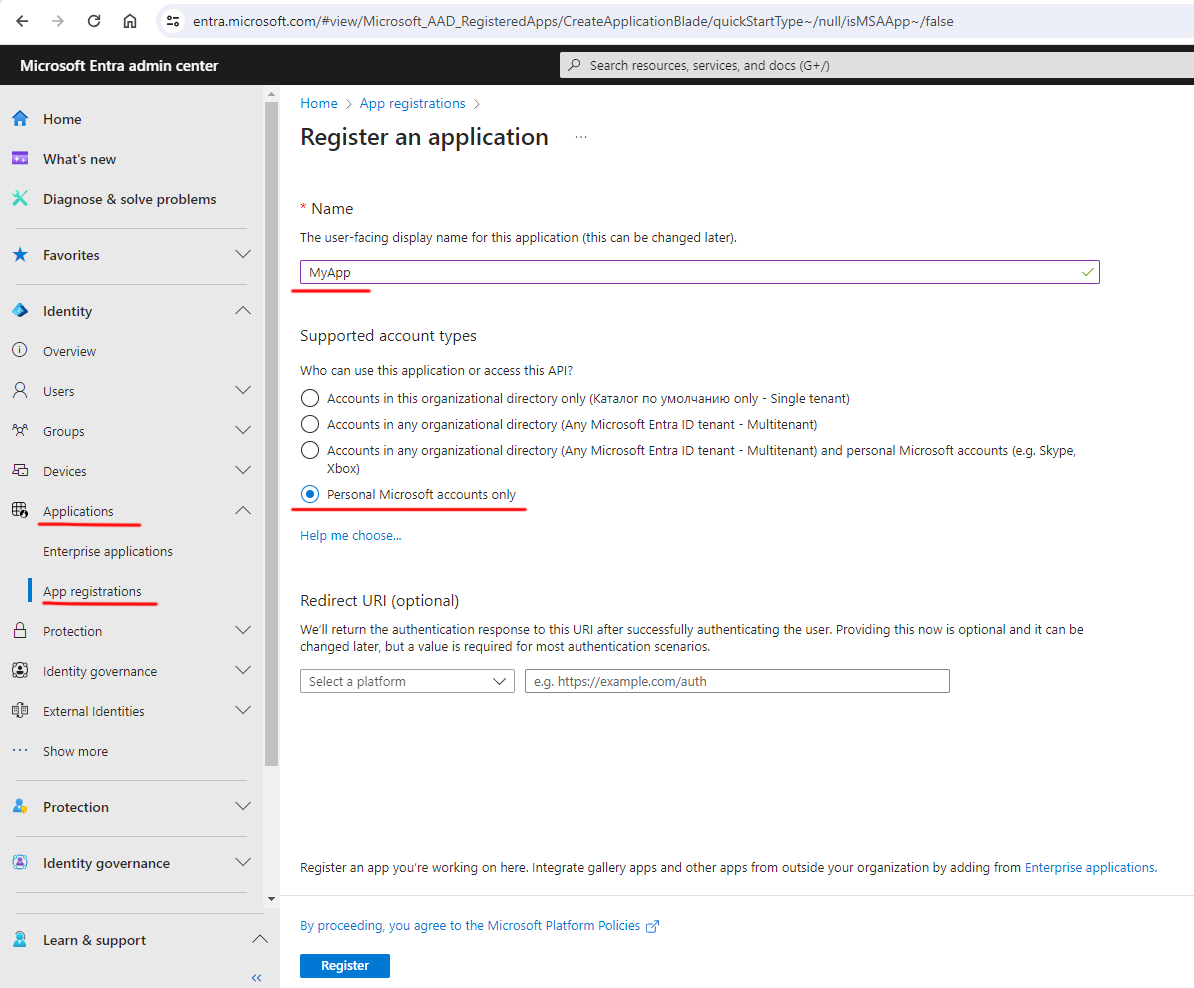 entra.microsoft.com/#view/Microsoft_AAD_RegisteredApps/CreateApplicationBlade/quickStartType~/null/isMSAApp~/false
Microsoft Entra admin center
Search resources, services, and docs (G+/)
Home
What's new
Diagnose & solve problems
Favorites
Identity
Overview
Users
Groups
Devices
Applications
Enterprise applications
App registrations
Protection
Identity governance
External Identities
Show more
Protection
Identity governance
Learn & support
Home > App registrations >
Register an application ...
* Name
The user-facing display name for this application (this can be changed later).
MyApp
Supported account types
Who can use this application or access this API?
Accounts in this organizational directory only (Каталог по умолчанию only - Single tenant)
Accounts in any organizational directory (Any Microsoft Entra ID tenant - Multitenant)
Accounts in any organizational directory (Any Microsoft Entra ID tenant - Multitenant) and personal Microsoft accounts (e.g. Skype,
Xbox)
Personal Microsoft accounts only
Help me choose...
Redirect URI (optional)
We'll return the authentication response to this URI after successfully authenticating the user. Providing this now is optional and it can be
changed later, but a value is required for most authentication scenarios.
Select a platform
e.g. https://example.com/auth
Register an app you're working on here. Integrate gallery apps and other apps from outside your organization by adding from Enterprise applications.
By proceeding, you agree to the Microsoft Platform Policies
Register